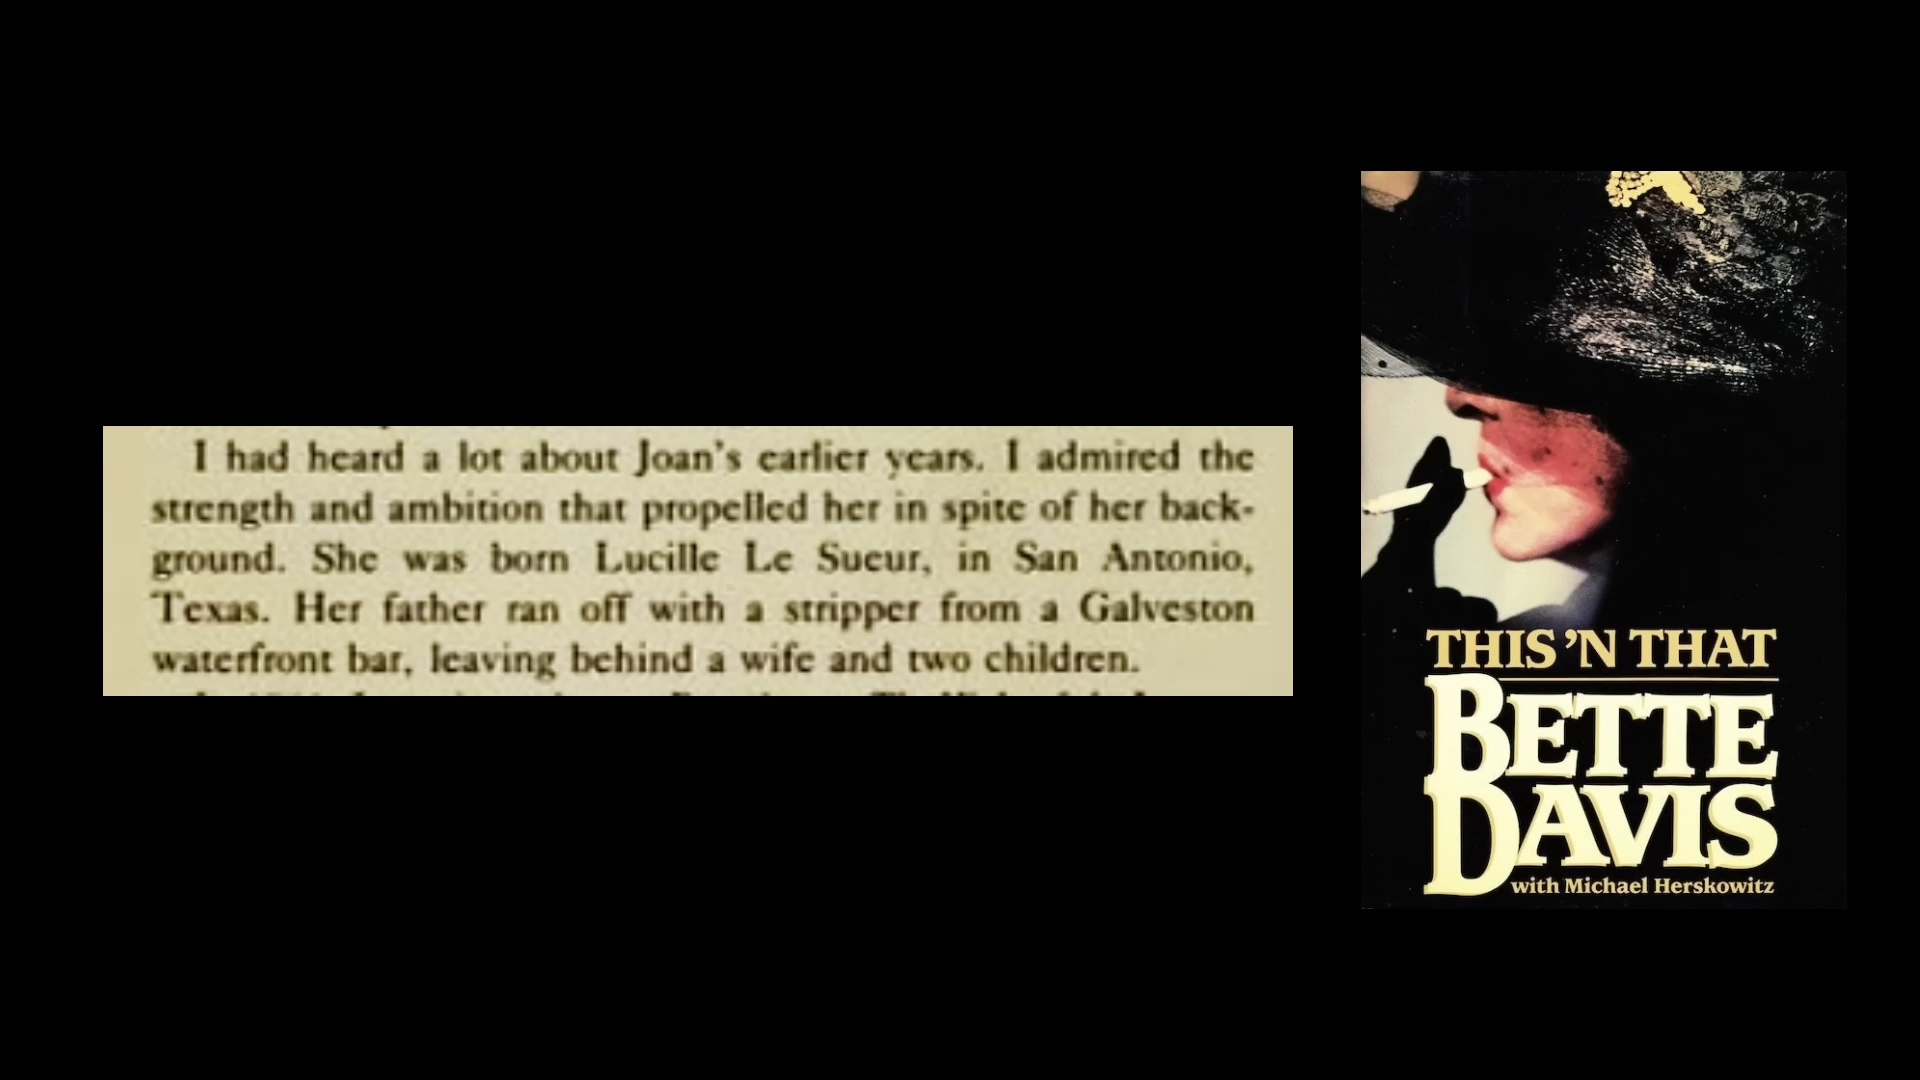 I had heard a lot about Joan's earlier years. I admired the
strength and ambition that propelled her in spite of her back-
ground. She was born Lucille Le Sueur, in San Antonio,
Texas. Her father ran off with a stripper from a Galveston
waterfront bar, leaving behind a wife and two children.
THIS 'N THAT
BETTE
DAVIS
with Michael Herskowitz